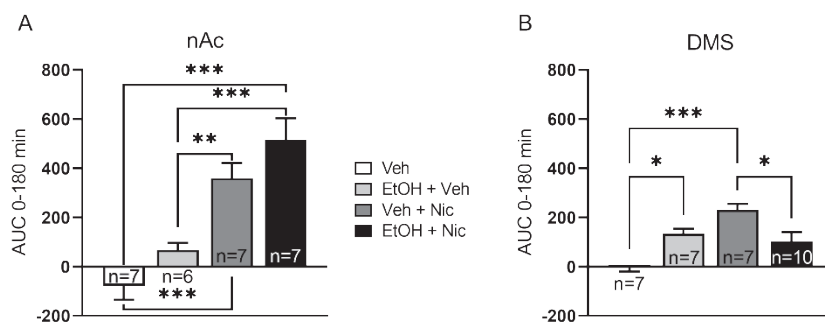 A
nAc
AUC 0-180 min
800
600
400
200
0
-200
***
***
**
***
n=7
n=6
n=7
n=7
Veh
EtOH + Veh
Veh + Nic
EtOH + Nic
B
DMS
AUC 0-180 min
800
600
400
200
0
-200
***
*
*
n=7
n=7
n=7
n=10